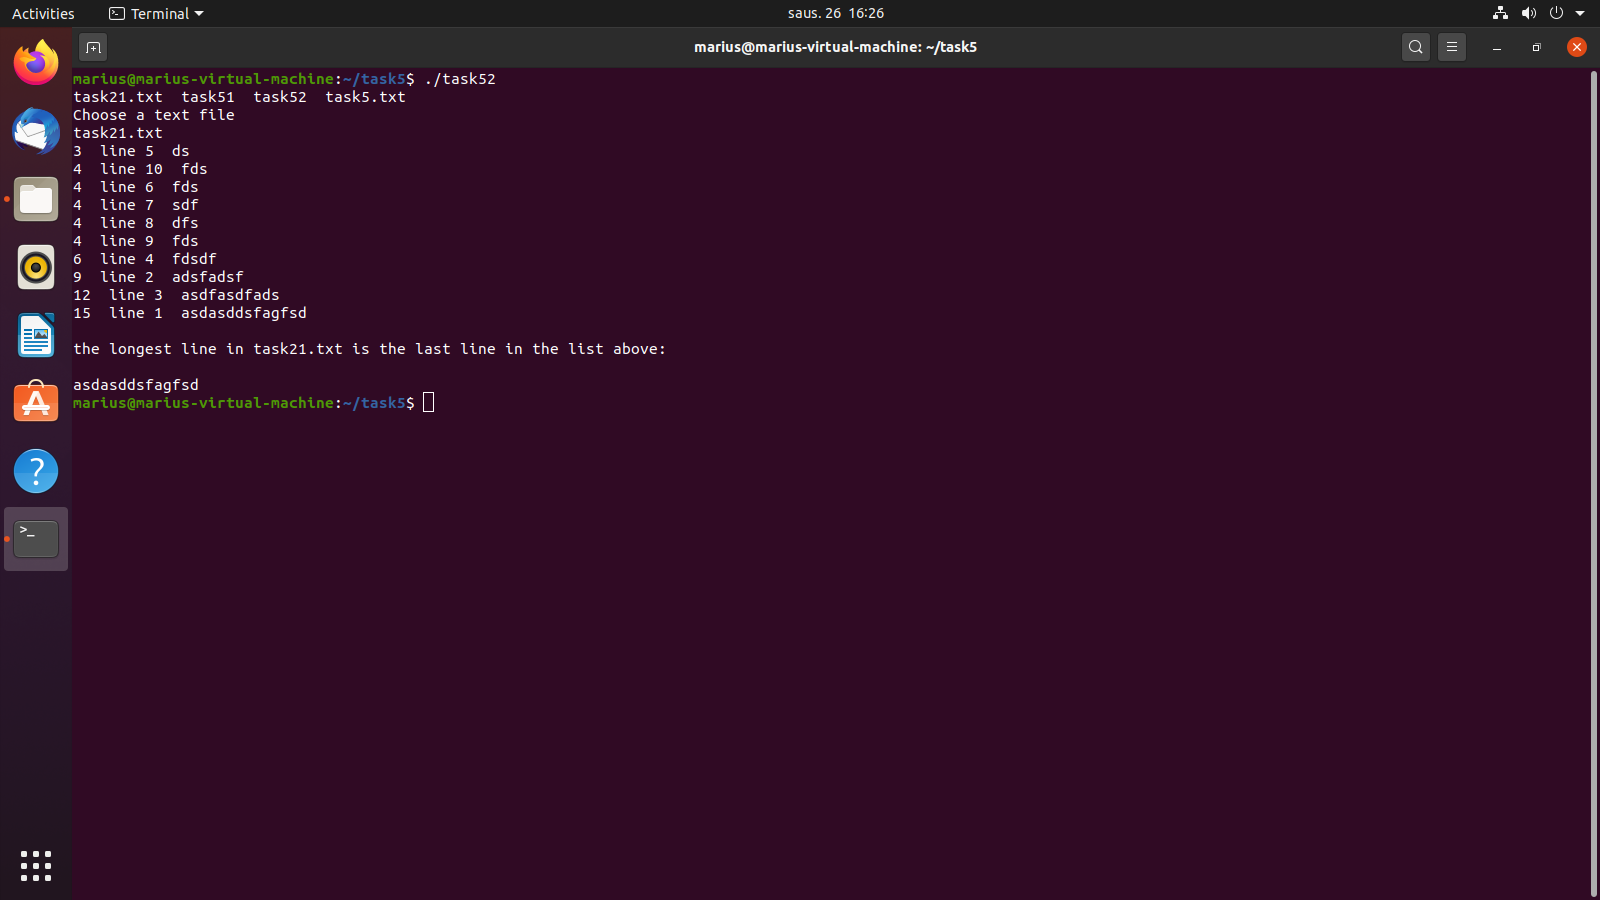 Activities
Terminal
saus. 26 16:26
marius@marius-virtual-machine: ~/task5
marius@marius-virtual-machine:~/task5$ ./task52
task21.txt  task51  task52  task5.txt
Choose a text file
task21.txt
3  line 5  ds
4  line 10  fds
4  line 6  fds
4  line 7  sdf
4  line 8  dfs
4  line 9  fds
6  line 4  fdsdf
9  line 2  adsfadsf
12  line 3  asdfasdfads
15  line 1  asdasddsfagfsd
the longest line in task21.txt is the last line in the list above:
asdasddsfagfsd
marius@marius-virtual-machine:~/task5$